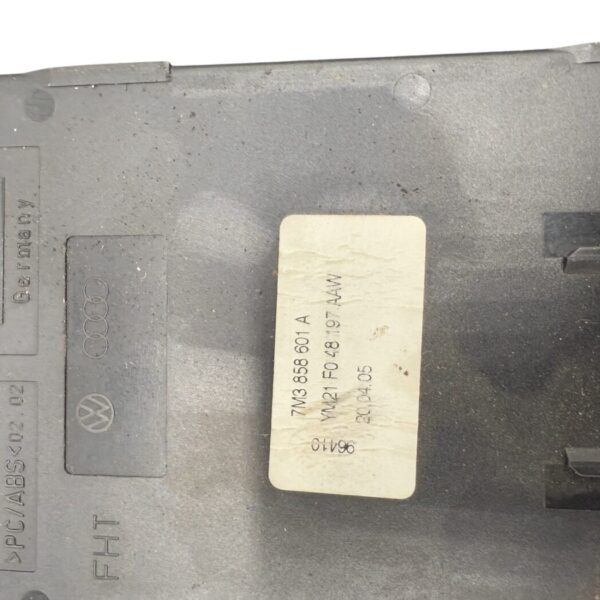 Germany
>PC/ABS<02 02
FHT
7M3 858 601 A
YM21 F0 48 197 AAW
20.04.05
96410